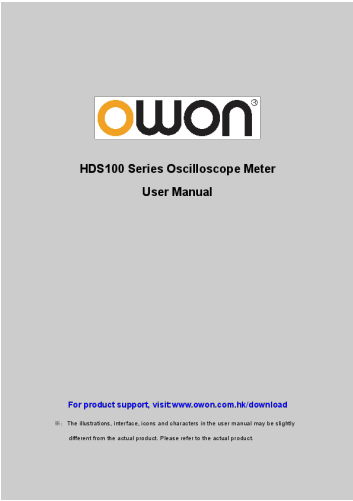 owon®
HDS100 Series Oscilloscope Meter
User Manual
For product support, visit:www.owon.com.hk/download
※: The illustrations, interface, icons and characters in the user manual may be slightly
different from the actual product. Please refer to the actual product.